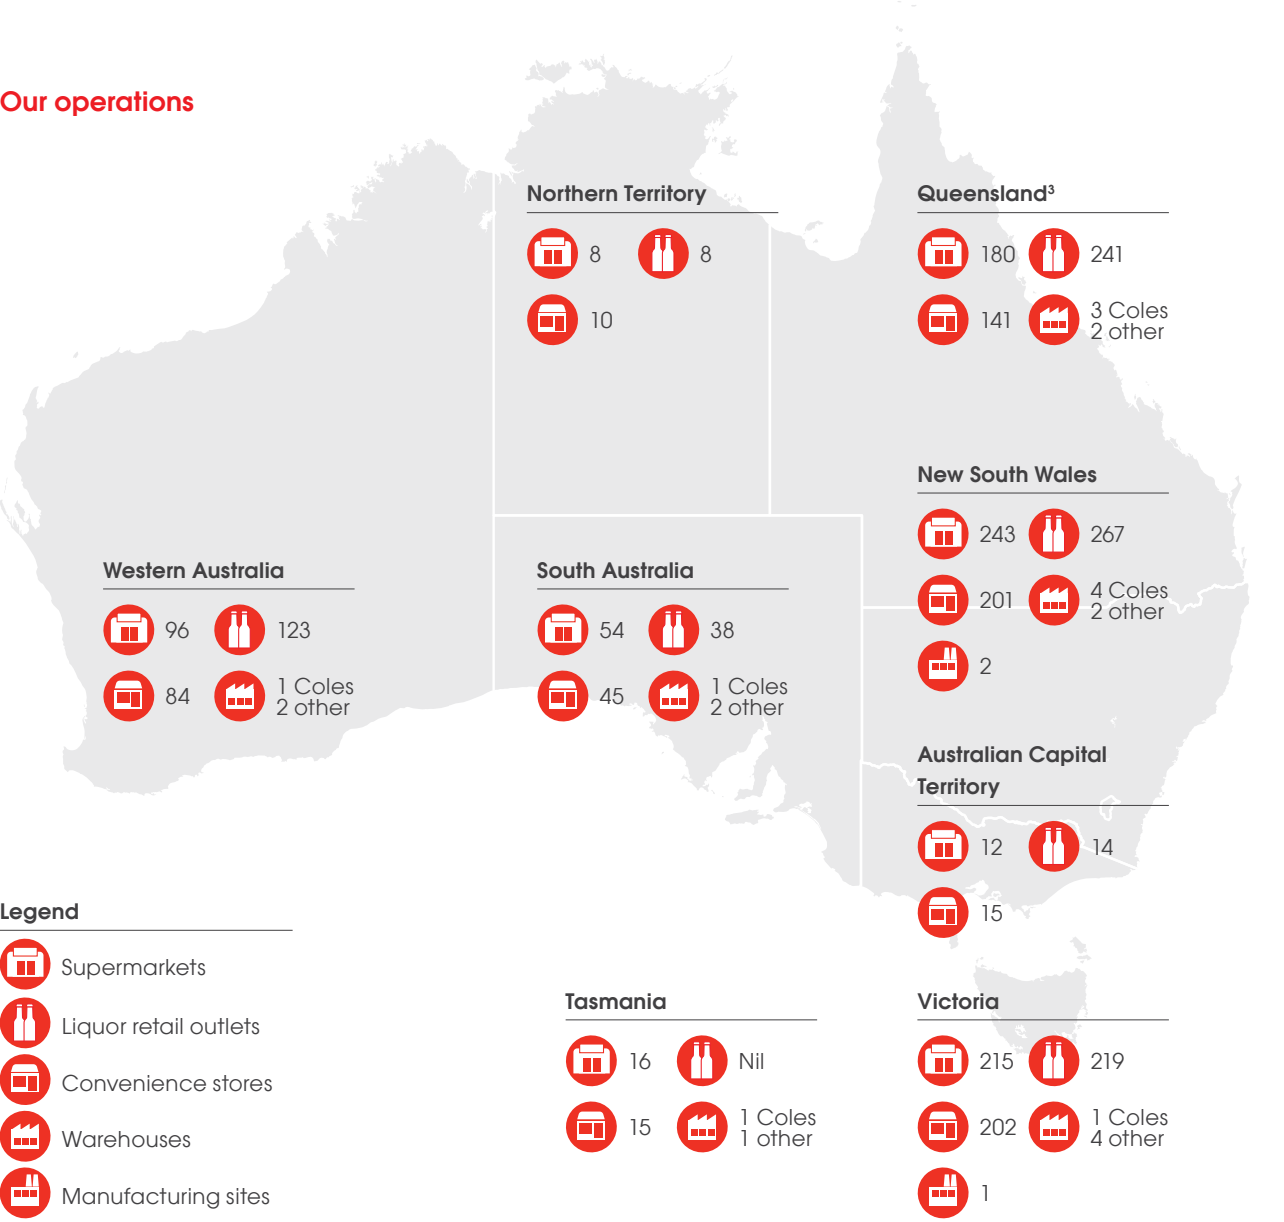 Our operations
Northern Territory
8 8
10
Queensland³
180 241
141 3 Coles
2 other
New South Wales
243 267
201 4 Coles
2 other
2
Western Australia
96 123
84 1 Coles
2 other
South Australia
54 38
45 1 Coles
2 other
Australian Capital
Territory
12 14
15
Legend
Supermarkets
Liquor retail outlets
Convenience stores
Warehouses
Manufacturing sites
Tasmania
16 Nil
15 1 Coles
1 other
Victoria
215 219
202 1 Coles
4 other
1